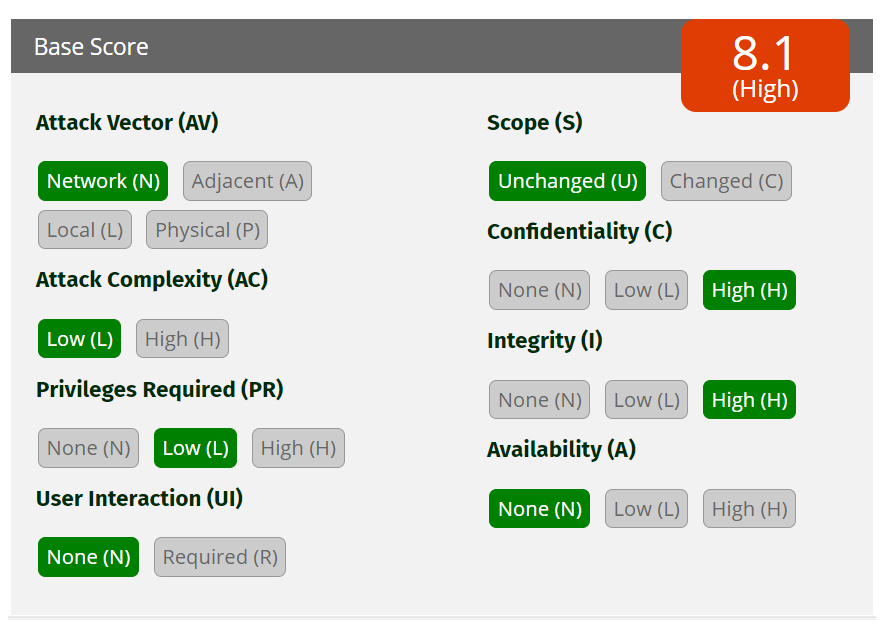 Base Score
8.1
(High)
Attack Vector (AV)
Network (N) Adjacent (A)
Local (L) Physical (P)
Attack Complexity (AC)
Low (L) High (H)
Privileges Required (PR)
None (N) Low (L) High (H)
User Interaction (UI)
None (N) Required (R)
Scope (S)
Unchanged (U) Changed (C)
Confidentiality (C)
None (N) Low (L) High (H)
Integrity (I)
None (N) Low (L) High (H)
Availability (A)
None (N) Low (L) High (H)